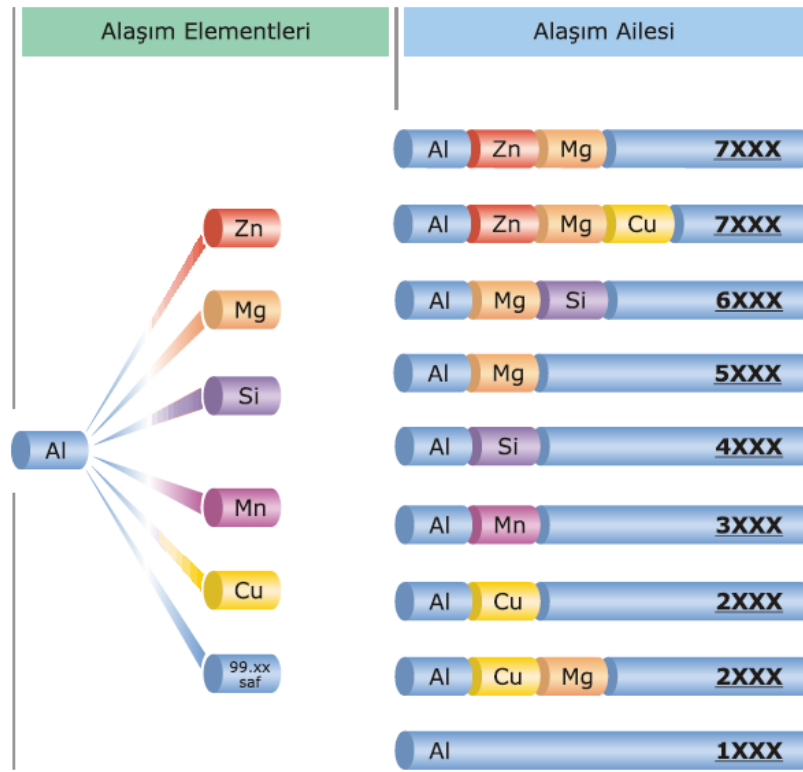 Alaşım Elementleri
Alaşım Ailesi
Al
Zn
Mg
Si
Mn
Cu
99.xx
saf
Al Zn Mg 7XXX
Al Zn Mg Cu 7XXX
Al Mg Si 6XXX
Al Mg 5XXX
Al Si 4XXX
Al Mn 3XXX
Al Cu 2XXX
Al Cu Mg 2XXX
Al 1XXX